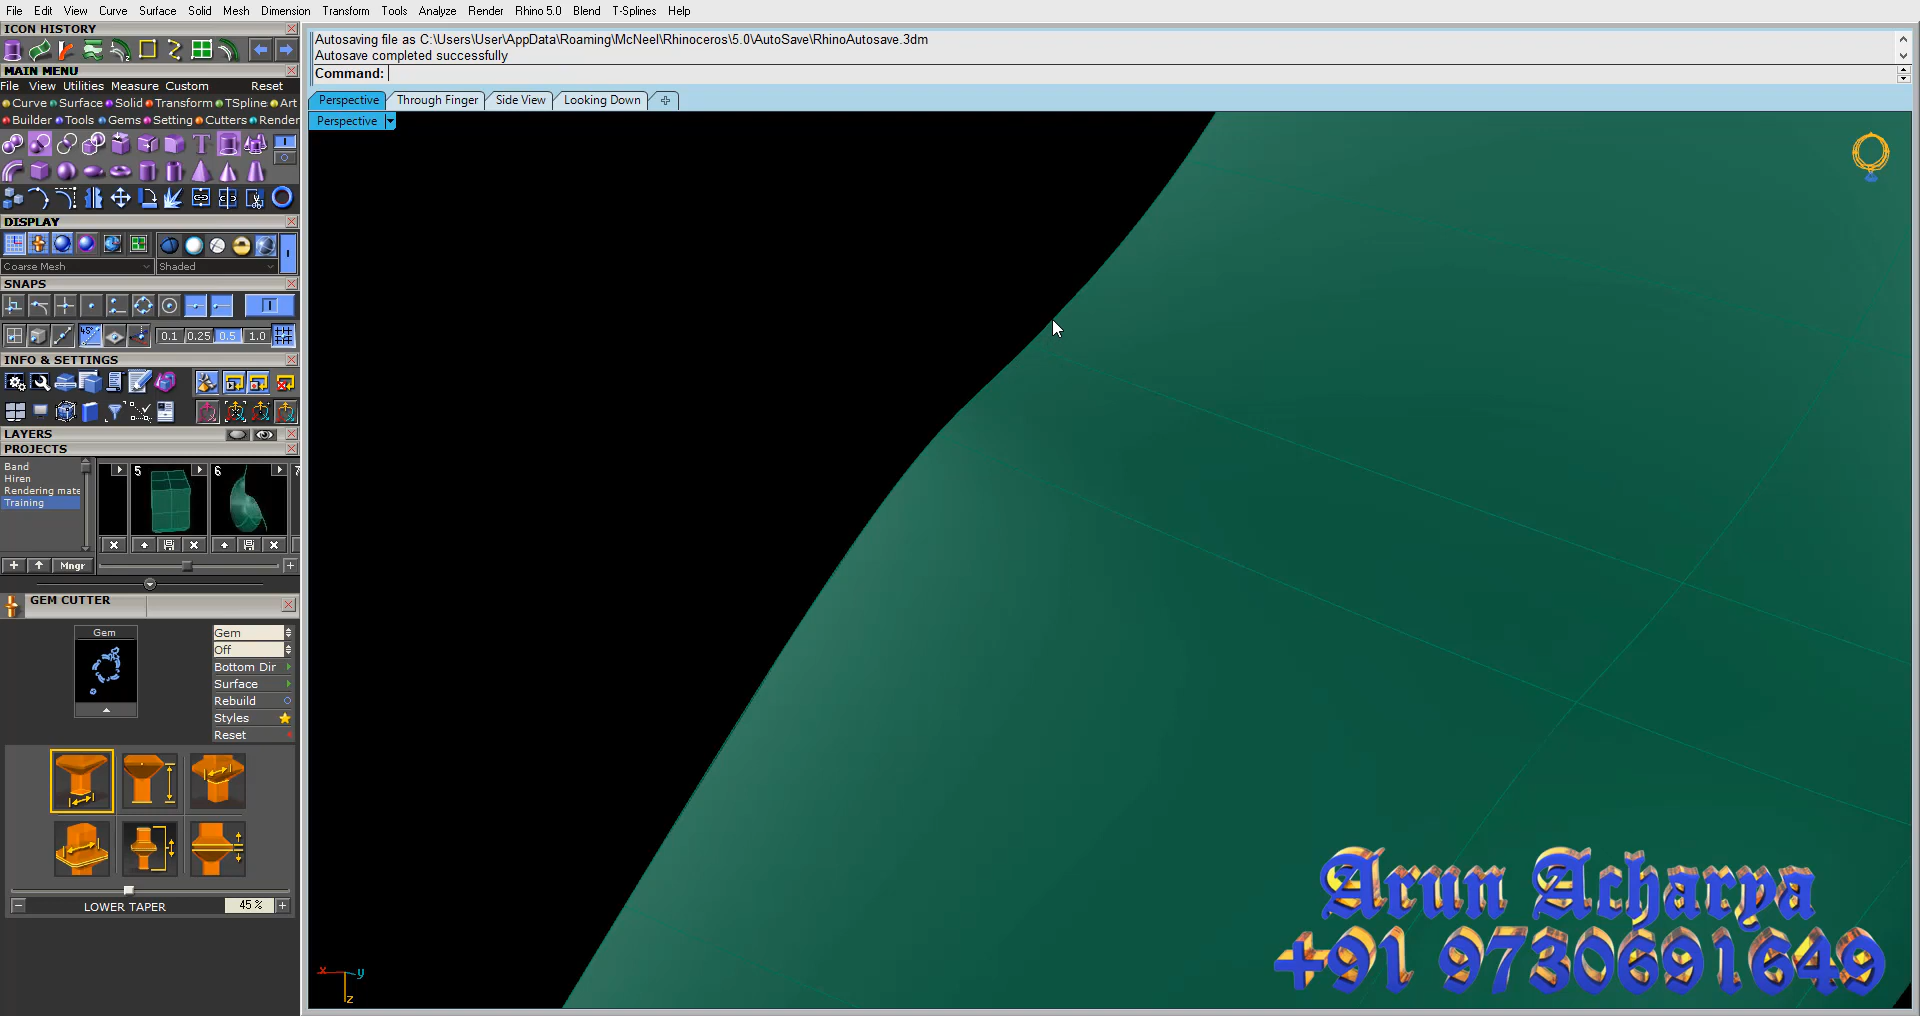 File Edit View Curve Surface Solid Mesh Dimension Transform Tools Analyze Render Rhino 5.0 Blend T-Splines Help
ICON HISTORY
Autosaving file as C:\Users\User\AppData\Roaming\McNeel\Rhinoceros\5.0\AutoSave\RhinoAutosave.3dm
Autosave completed successfully
Command:
MAIN MENU
File View Utilities Measure Custom Reset
Curve Surface Solid Transform TSpline Art
Builder Tools Gems Setting Cutters Render
Perspective Through Finger Side View Looking Down
Perspective
DISPLAY
Coarse Mesh Shaded
SNAPS
45°
0.1 0.25 0.5 1.0
INFO & SETTINGS
LAYERS
PROJECTS
Band
Hiren
Rendering mate
Training
5 6 7
Mngr
GEM CUTTER
Gem
Gem
Off
Bottom Dir
Surface
Rebuild
Styles
Reset
LOWER TAPER 45 %
x y
z
Arun Acharya
+91 9730691649